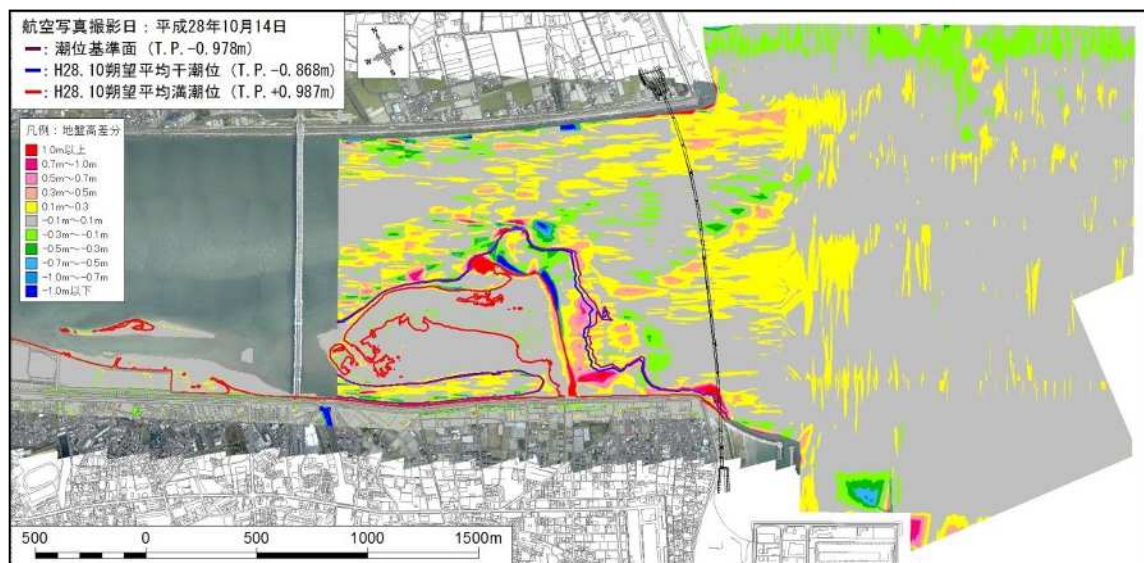 航空写真撮影日：平成28年10月14日
：潮位基準面 (T.P.-0.978m)
：H28.10朔望平均干潮位 (T.P.-0.868m)
：H28.10朔望平均満潮位 (T.P.+0.987m)
凡例：地盤高差分
1.0m以上
0.7m～1.0m
0.5m～0.7m
0.3m～0.5m
0.1m～0.3
-0.1m～0.1m
-0.3m～-0.1m
-0.5m～-0.3m
-0.7m～-0.5m
-1.0m～-0.7m
-1.0m以下
500 0 500 1000 1500m